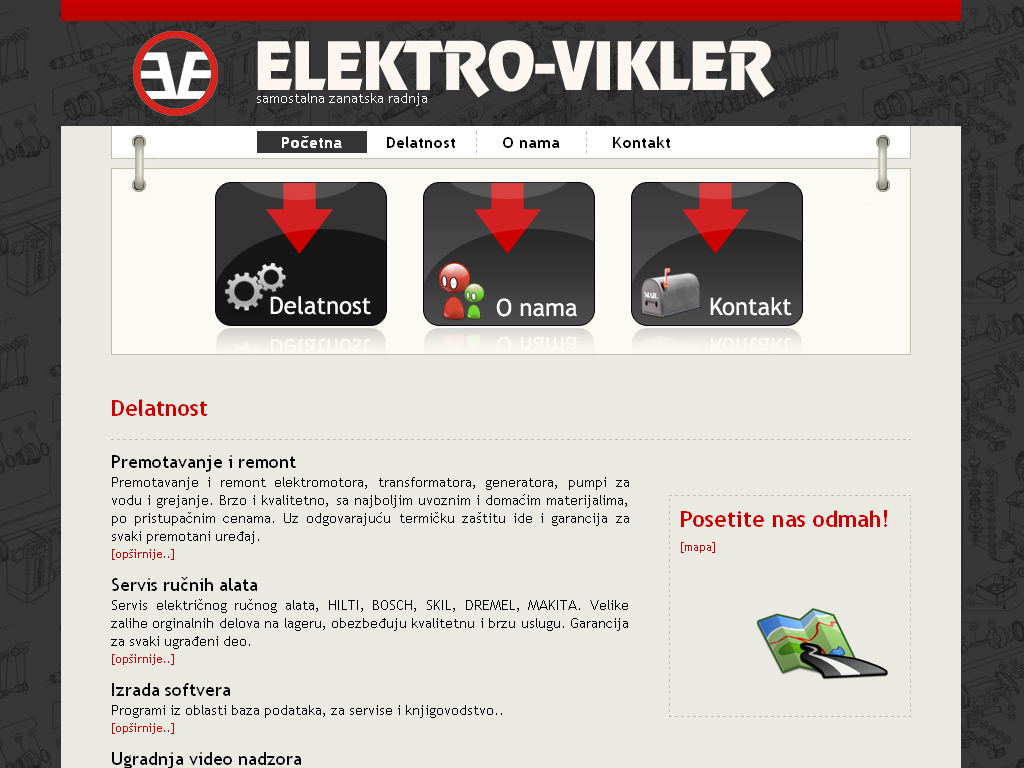 ELEKTRO-VIKLER
samostalna zanatska radnja
Početna Delatnost O nama Kontakt
Delatnost O nama MAIL Kontakt
Delatnost
Premotavanje i remont
Premotavanje i remont elektromotora, transformatora, generatora, pumpi za
vodu i grejanje. Brzo i kvalitetno, sa najboljim uvoznim i domaćim materijalima,
po pristupačnim cenama. Uz odgovarajuću termičku zaštitu ide i garancija za
svaki premotani uređaj.
[opširnije..]
Servis ručnih alata
Servis električnog ručnog alata, HILTI, BOSCH, SKIL, DREMEL, MAKITA. Velike
zalihe orginalnih delova na lageru, obezbeđuju kvalitetnu i brzu uslugu. Garancija
za svaki ugrađeni deo.
[opširnije..]
Izrada softvera
Programi iz oblasti baza podataka, za servise i knjigovodstvo..
[opširnije..]
Ugradnja video nadzora
Posetite nas odmah!
[mapa]